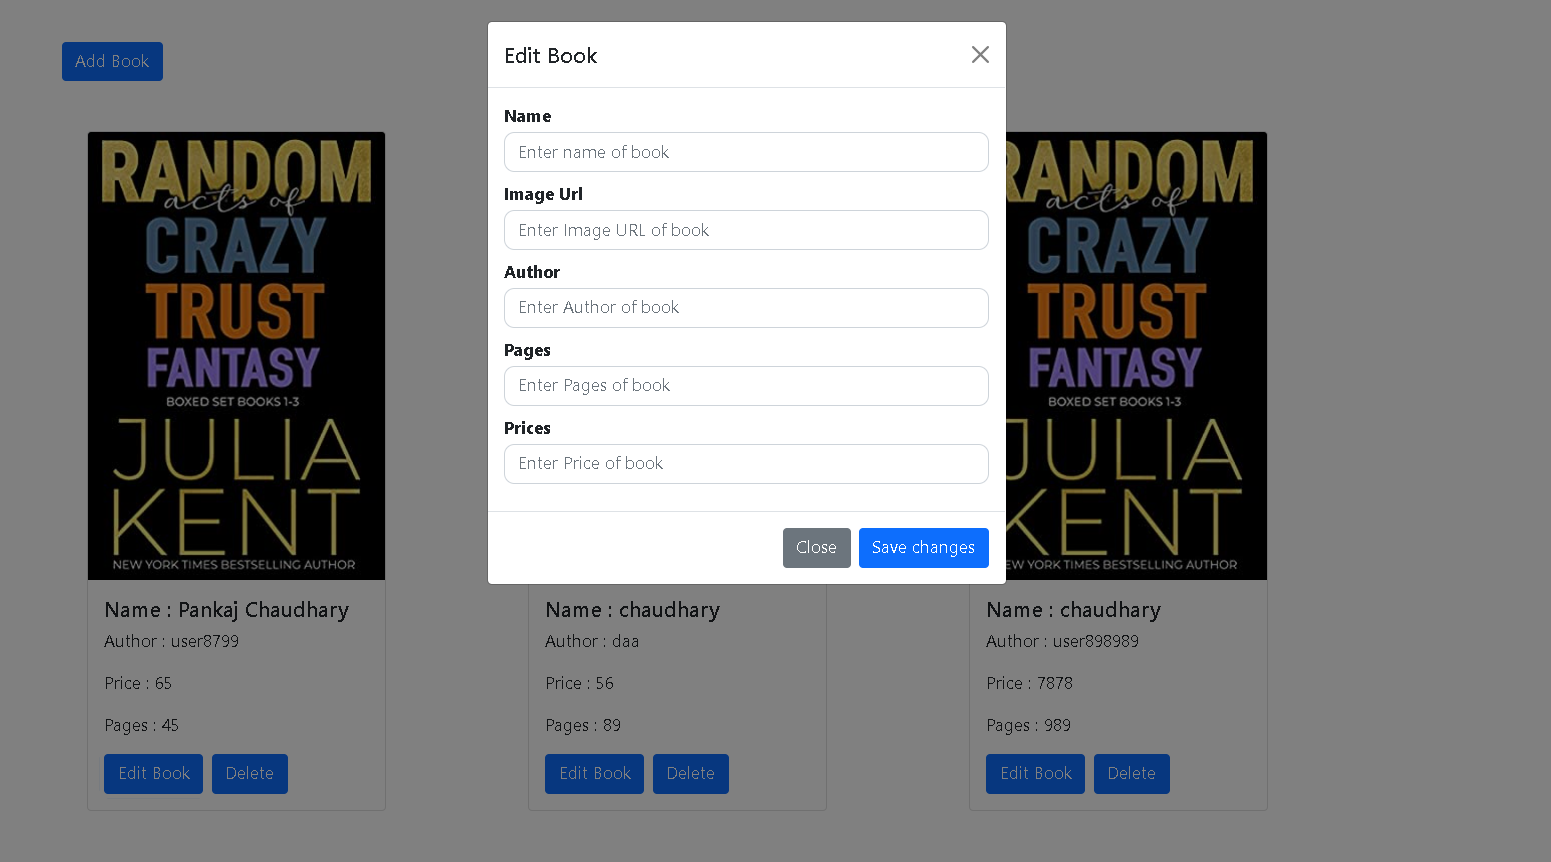 Add Book
Edit Book
Name
Enter name of book
Image Url
Enter Image URL of book
Author
Enter Author of book
Pages
Enter Pages of book
Prices
Enter Price of book
Close
Save changes
RANDOM
acts of
CRAZY
TRUST
FANTASY
BOXED SET BOOKS 1-3
JULIA
KENT
NEW YORK TIMES BESTSELLING AUTHOR
Name : Pankaj Chaudhary
Author : user8799
Price : 65
Pages : 45
Edit Book
Delete
Name : chaudhary
Author : daa
Price : 56
Pages : 89
Edit Book
Delete
RANDOM
acts of
CRAZY
TRUST
FANTASY
BOXED SET BOOKS 1-3
JULIA
KENT
YORK TIMES BESTSELLING AUTHOR
Name : chaudhary
Author : user898989
Price : 7878
Pages : 989
Edit Book
Delete